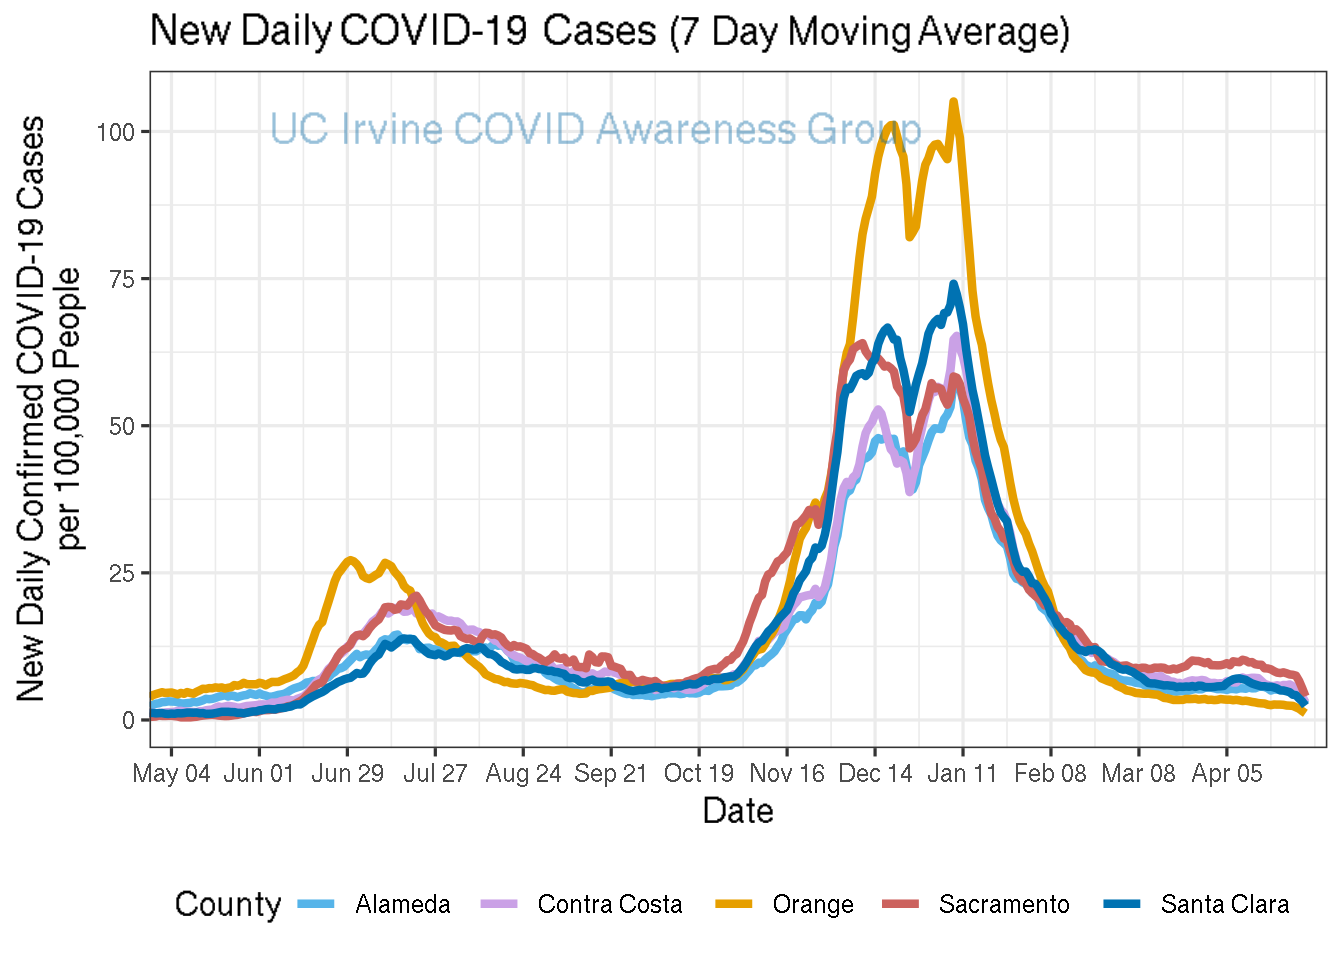 New Daily COVID-19 Cases (7 Day Moving Average)
UC Irvine COVID Awareness Group
New Daily Confirmed COVID-19 Cases
per 100,000 People
100
75
50
25
0
May 04 Jun 01 Jun 29 Jul 27 Aug 24 Sep 21 Oct 19 Nov 16 Dec 14 Jan 11 Feb 08 Mar 08 Apr 05
Date
County Alameda Contra Costa Orange Sacramento Santa Clara